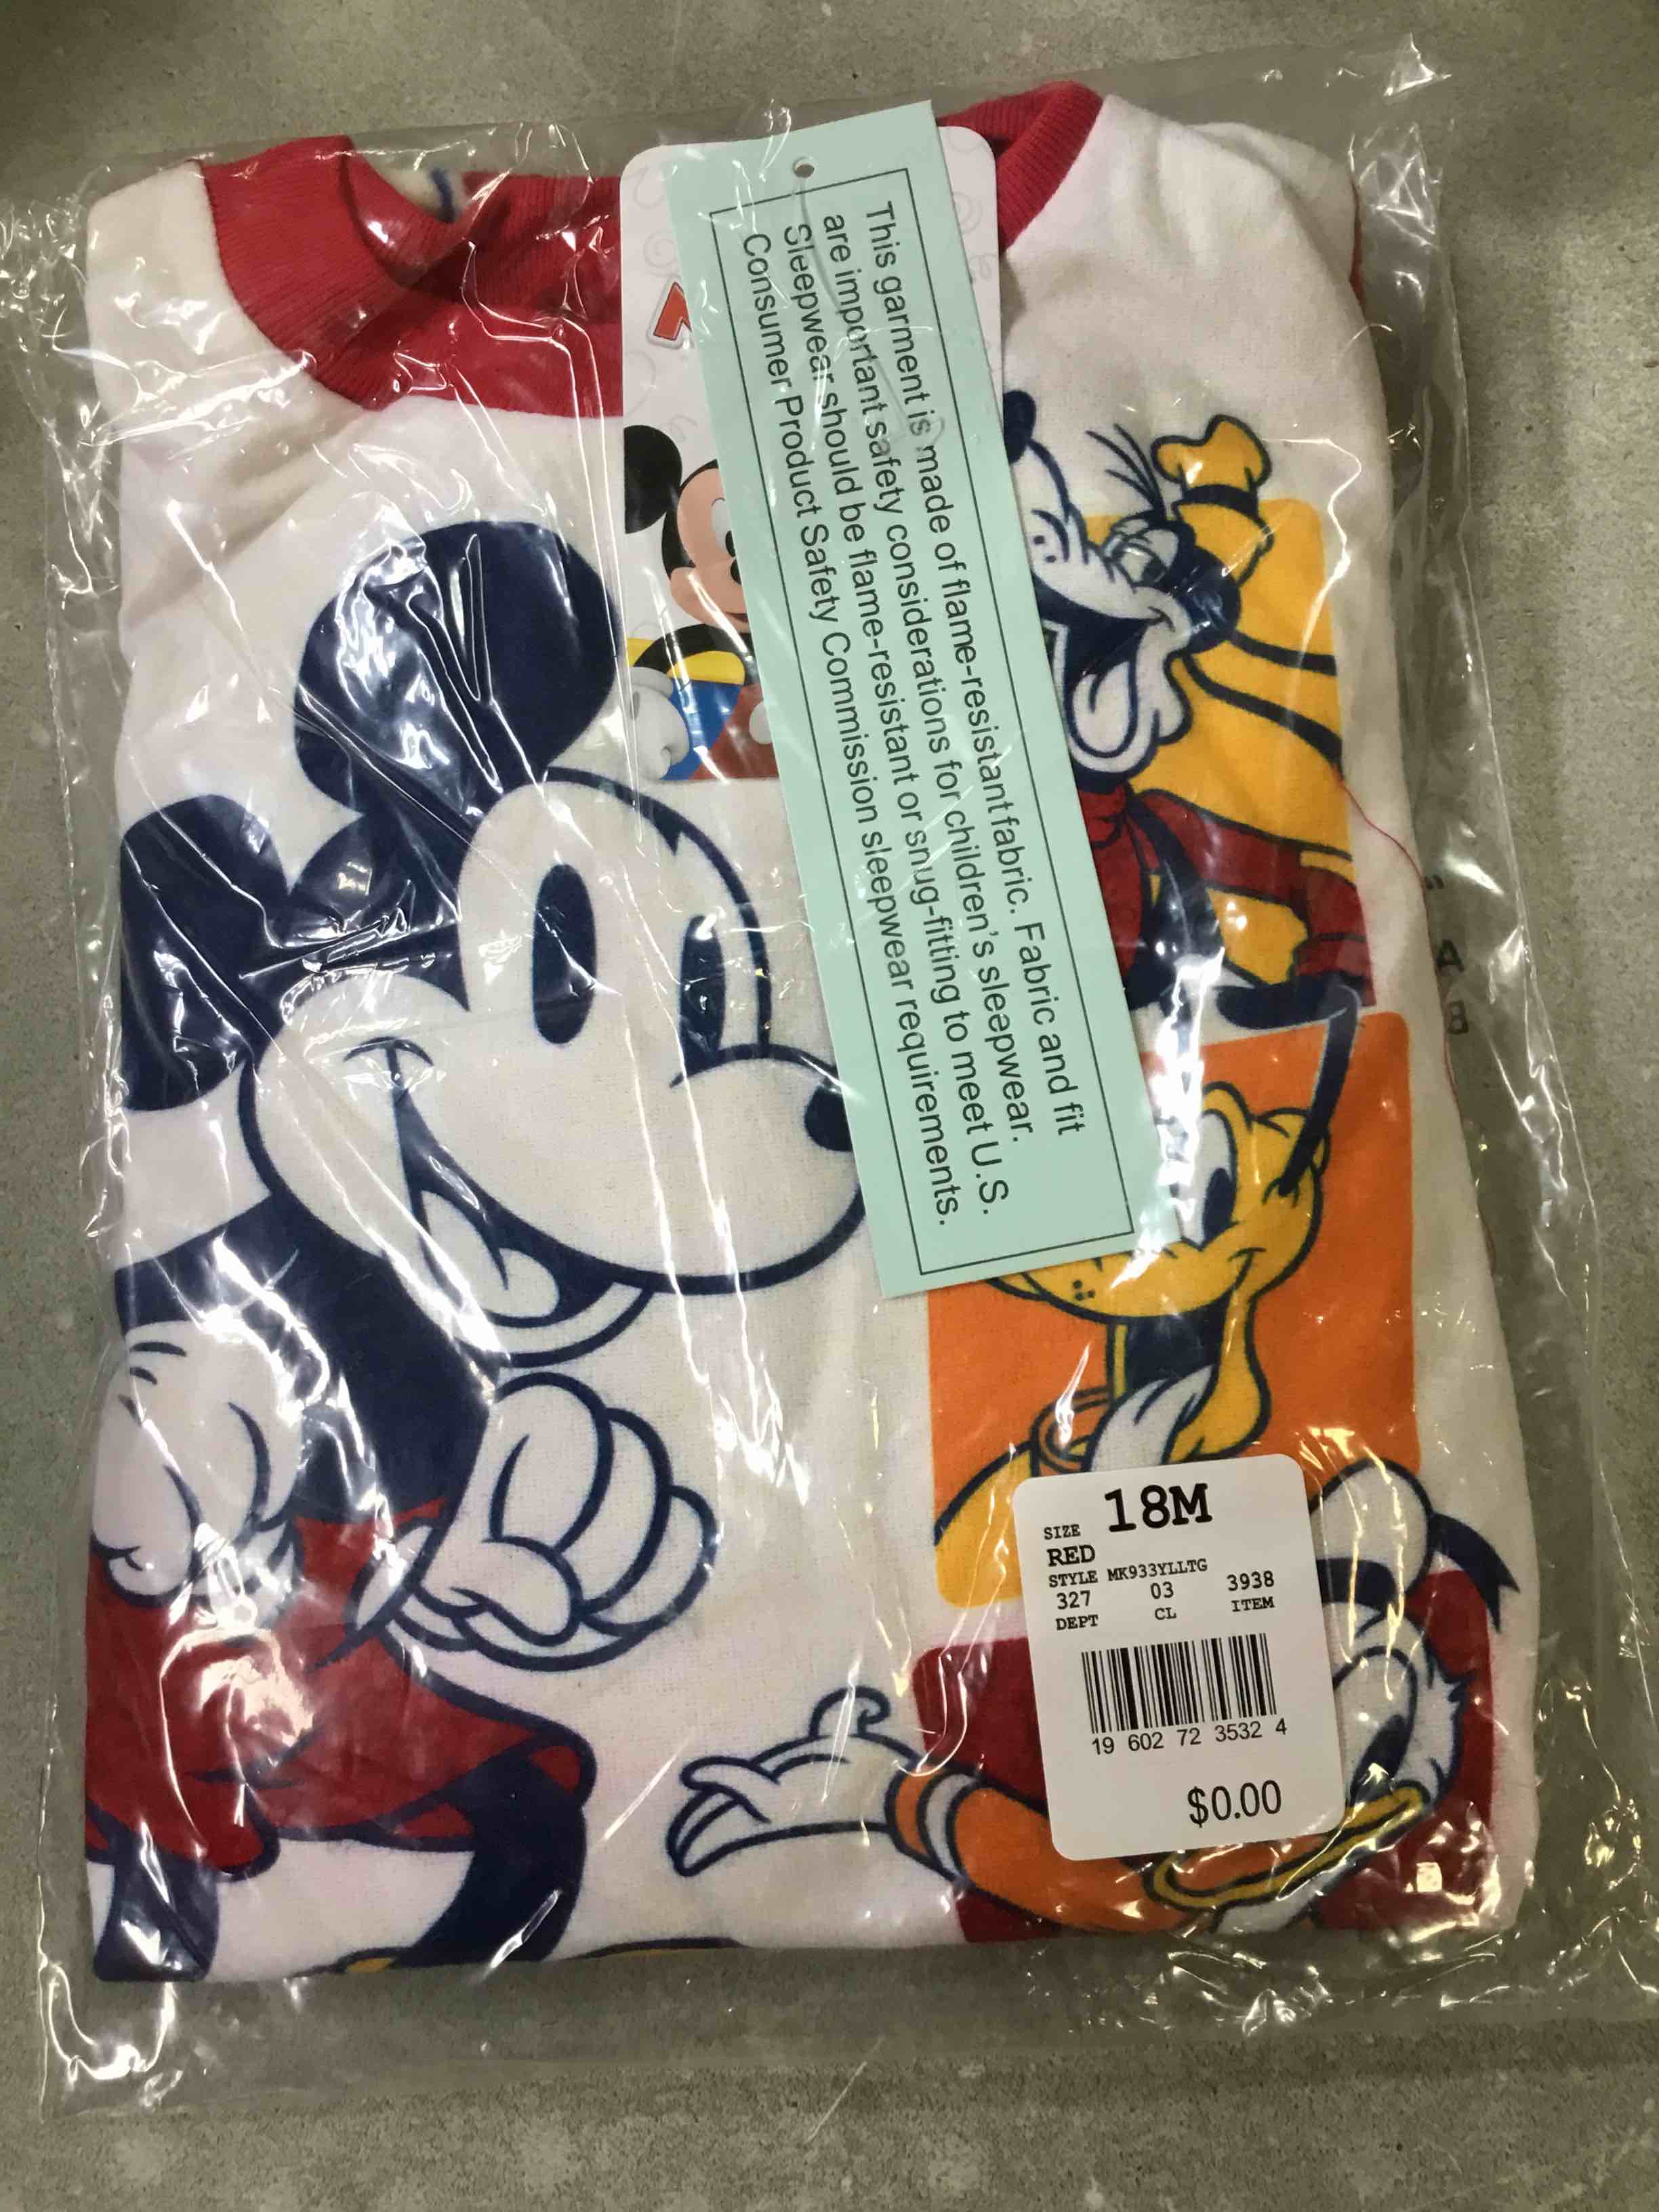 This garment is made of flame-resistant fabric. Fabric and fit
are important safety considerations for children's sleepwear.
Sleepwear should be flame-resistant or snug-fitting to meet U.S.
Consumer Product Safety Commission sleepwear requirements.
SIZE 18M
RED
STYLE MK933YLLTG
327 03 3938
DEPT CL ITEM
19 602 72 3532 4
$0.00